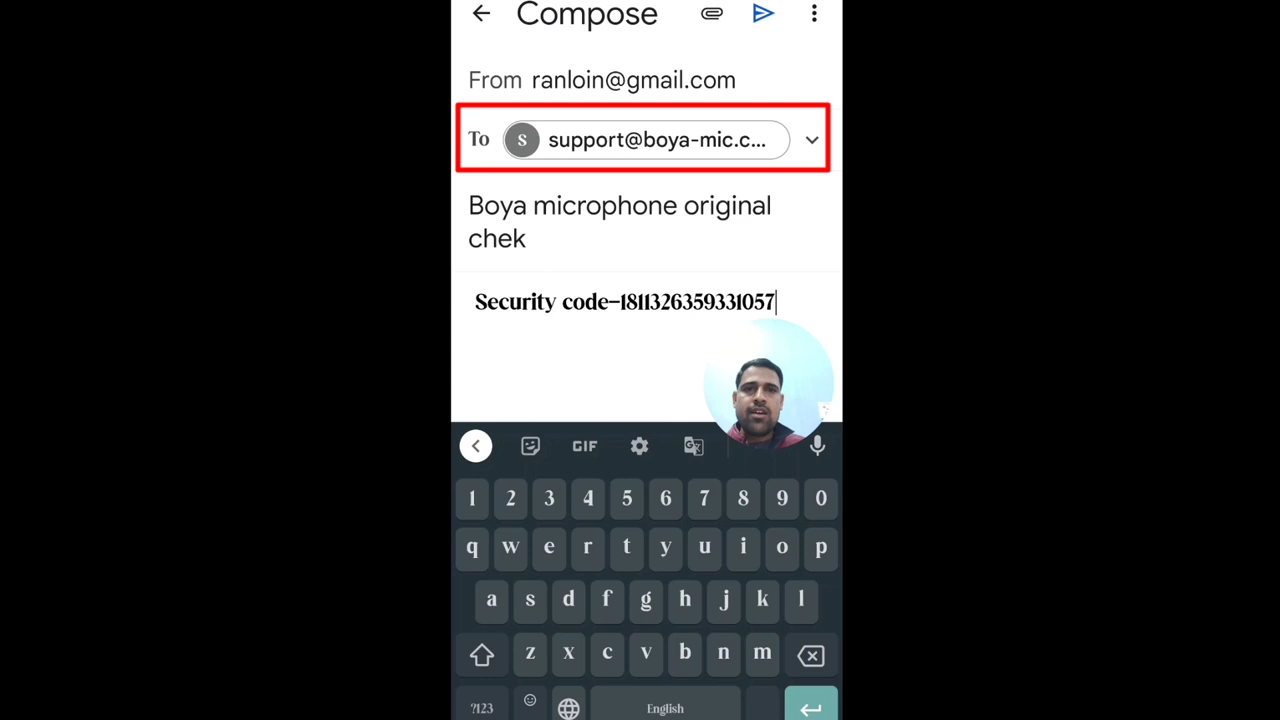 Compose
From ranloin@gmail.com
To S support@boya-mic.c...
Boya microphone original
chek
Security code-1811326359331057
GIF
1 2 3 4 5 6 7 8 9 0
q w e r t y u i o p
a s d f g h j k l
z x c v b n m
?123 English